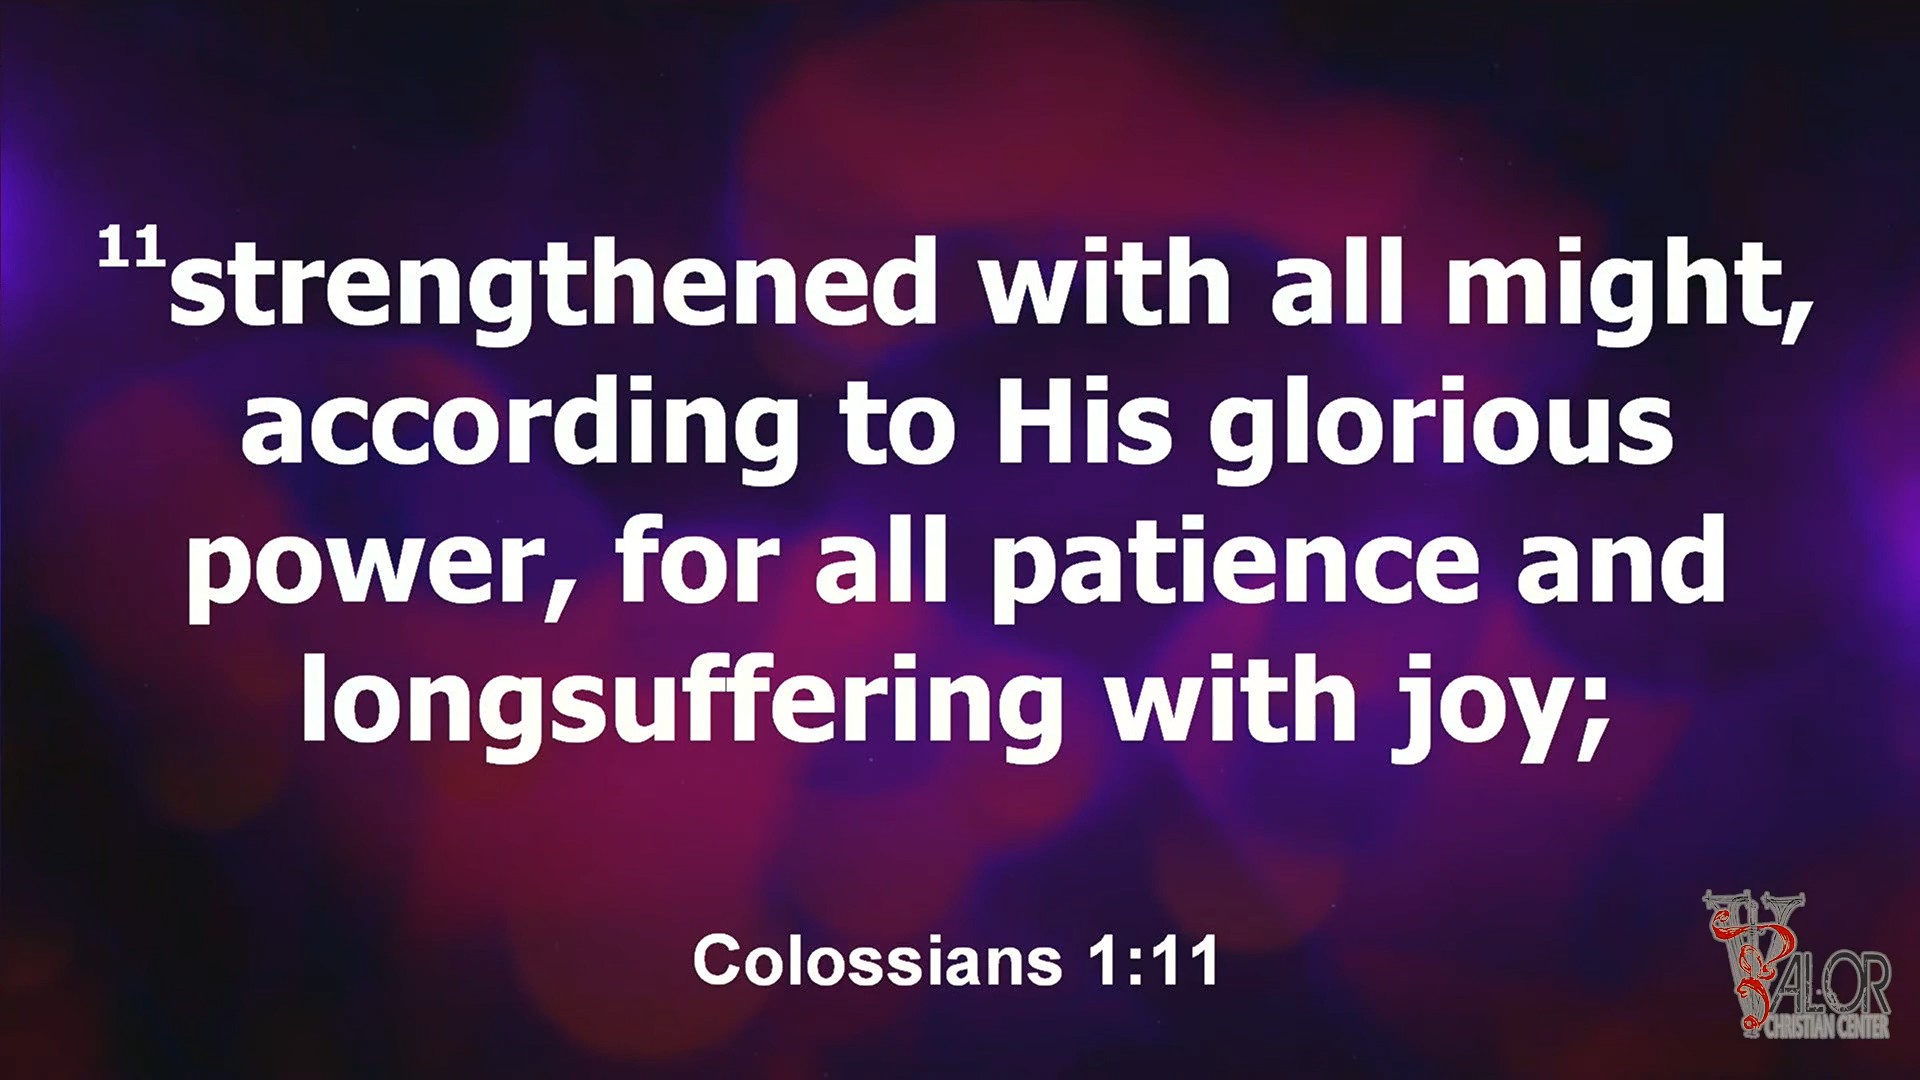 11strengthened with all might,
according to His glorious
power, for all patience and
longsuffering with joy;
Colossians 1:11
VALOR
CHRISTIAN CENTER